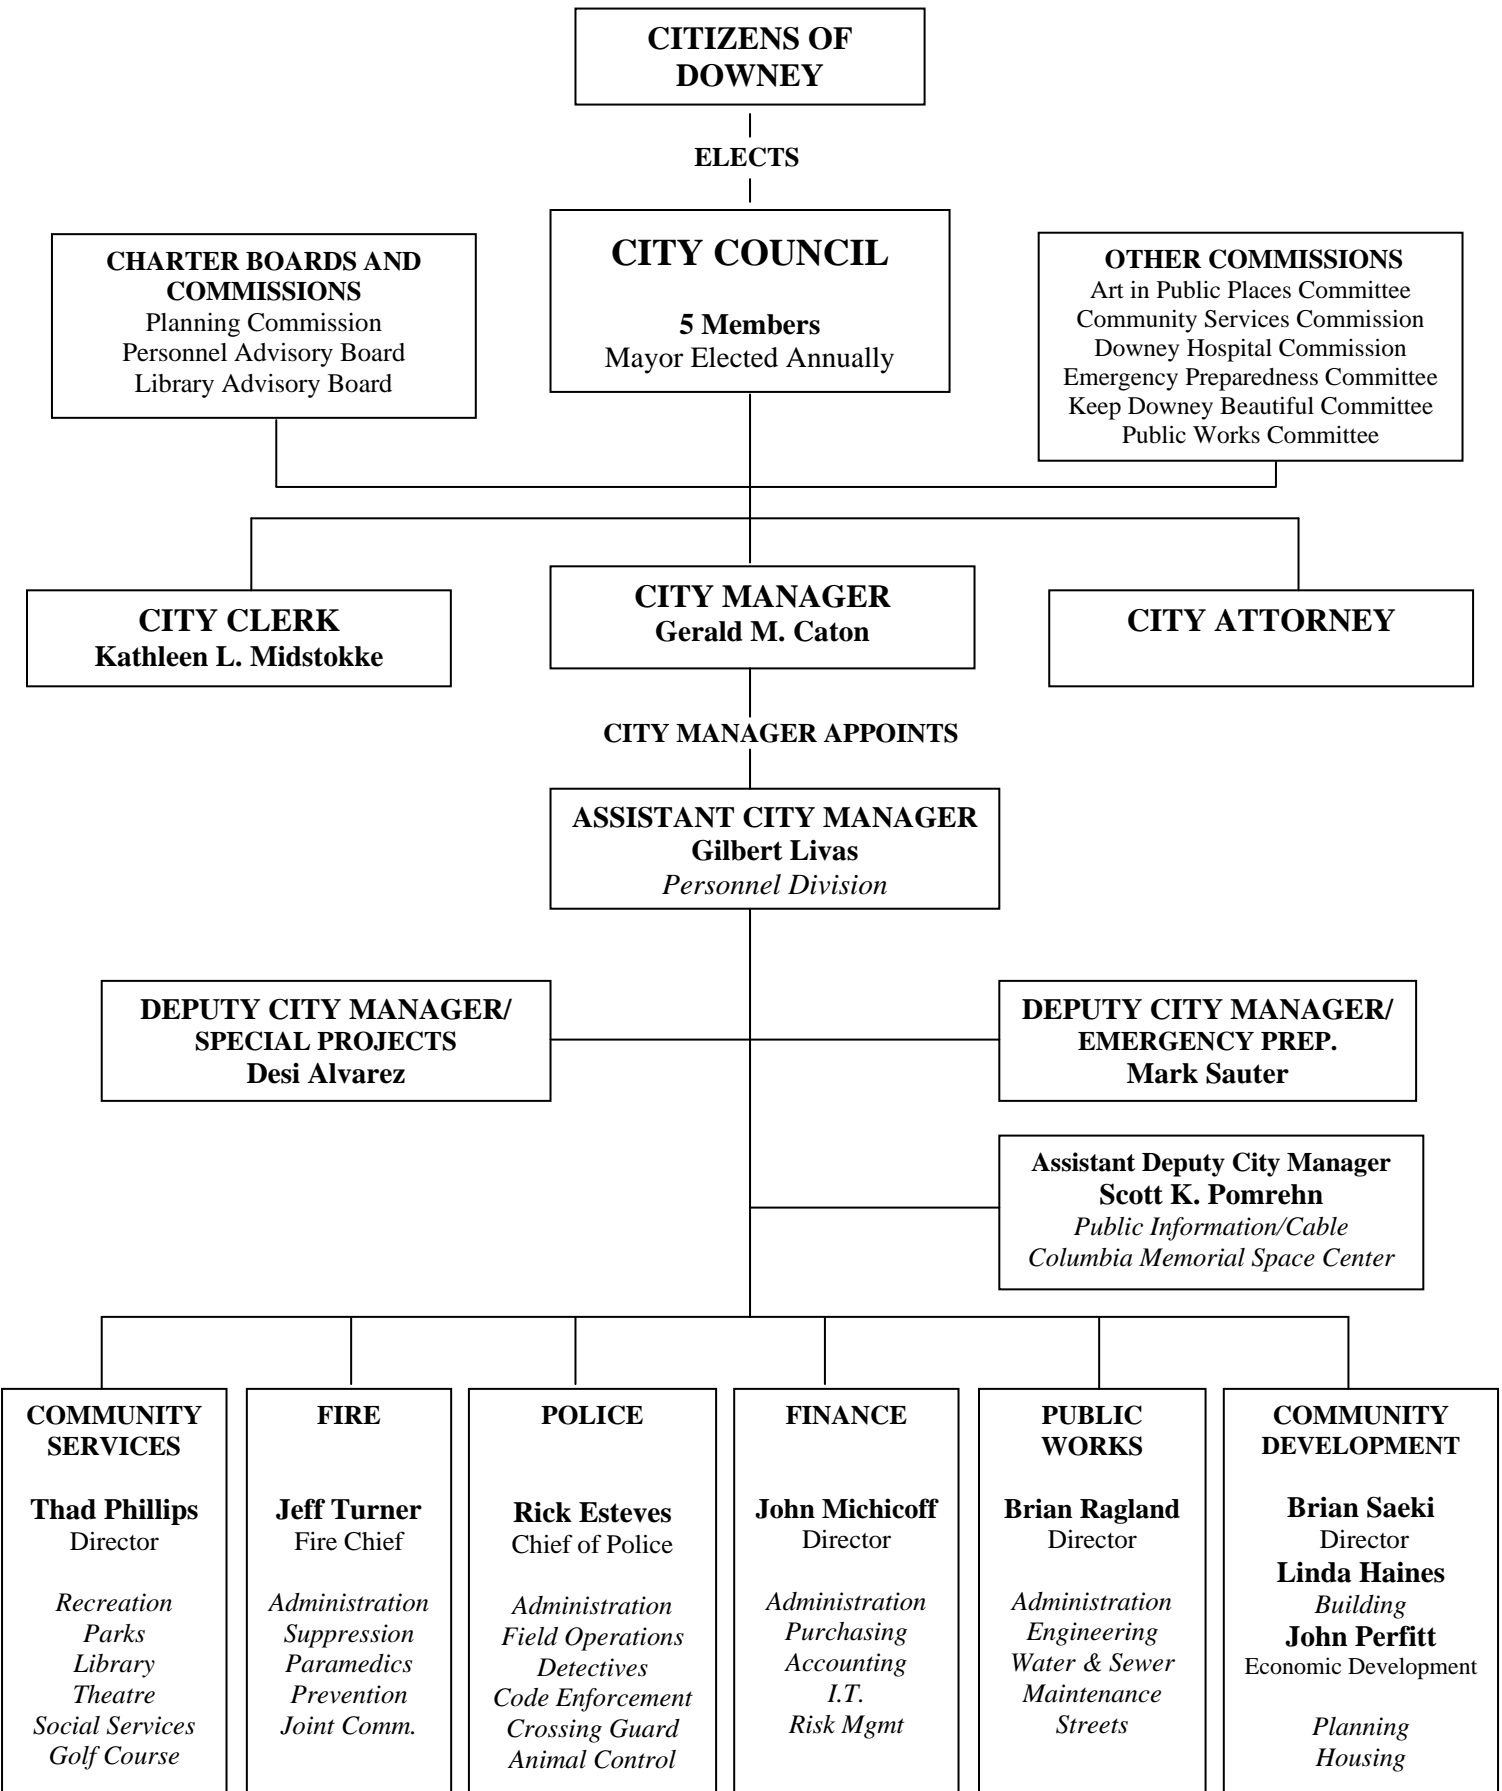 CITIZENS OF
DOWNEY
ELECTS
CITY COUNCIL
5 Members
Mayor Elected Annually
CHARTER BOARDS AND
COMMISSIONS
Planning Commission
Personnel Advisory Board
Library Advisory Board
OTHER COMMISSIONS
Art in Public Places Committee
Community Services Commission
Downey Hospital Commission
Emergency Preparedness Committee
Keep Downey Beautiful Committee
Public Works Committee
CITY CLERK
Kathleen L. Midstokke
CITY MANAGER
Gerald M. Caton
CITY ATTORNEY
CITY MANAGER APPOINTS
ASSISTANT CITY MANAGER
Gilbert Livas
Personnel Division
DEPUTY CITY MANAGER/
SPECIAL PROJECTS
Desi Alvarez
DEPUTY CITY MANAGER/
EMERGENCY PREP.
Mark Sauter
Assistant Deputy City Manager
Scott K. Pomrehn
Public Information/Cable
Columbia Memorial Space Center
COMMUNITY
SERVICES
Thad Phillips
Director
Recreation
Parks
Library
Theatre
Social Services
Golf Course
FIRE
Jeff Turner
Fire Chief
Administration
Suppression
Paramedics
Prevention
Joint Comm.
POLICE
Rick Esteves
Chief of Police
Administration
Field Operations
Detectives
Code Enforcement
Crossing Guard
Animal Control
FINANCE
John Michicoff
Director
Administration
Purchasing
Accounting
I.T.
Risk Mgmt
PUBLIC
WORKS
Brian Ragland
Director
Administration
Engineering
Water & Sewer
Maintenance
Streets
COMMUNITY
DEVELOPMENT
Brian Saeki
Director
Linda Haines
Building
John Perfitt
Economic Development
Planning
Housing